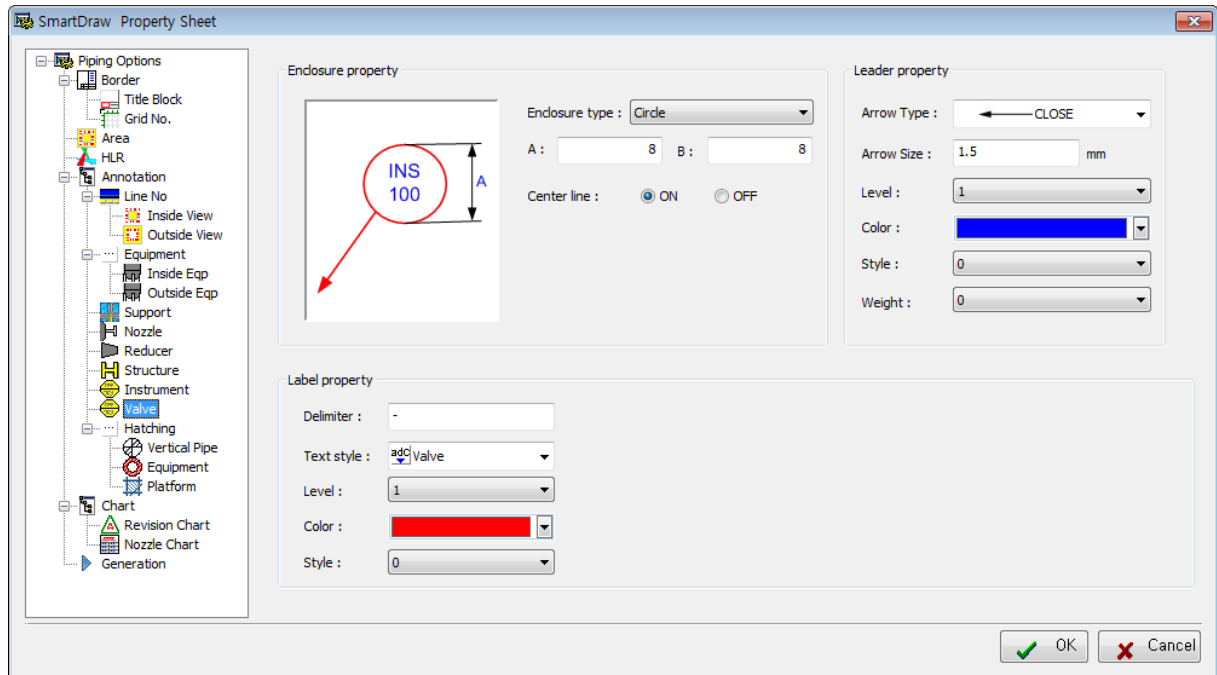 SmartDraw Property Sheet
Piping Options
Border
Title Block
Grid No.
Area
HLR
Annotation
Line No
Inside View
Outside View
Equipment
Inside Eqp
Outside Eqp
Support
Nozzle
Reducer
Structure
Instrument
Valve
Hatching
Vertical Pipe
Equipment
Platform
Chart
Revision Chart
Nozzle Chart
Generation
Enclosure property
INS
100
A
Enclosure type : Circle
A : 8 B : 8
Center line : ON OFF
Leader property
Arrow Type : CLOSE
Arrow Size : 1.5 mm
Level : 1
Color :
Style : 0
Weight : 0
Label property
Delimiter : -
Text style : Valve
Level : 1
Color :
Style : 0
OK Cancel